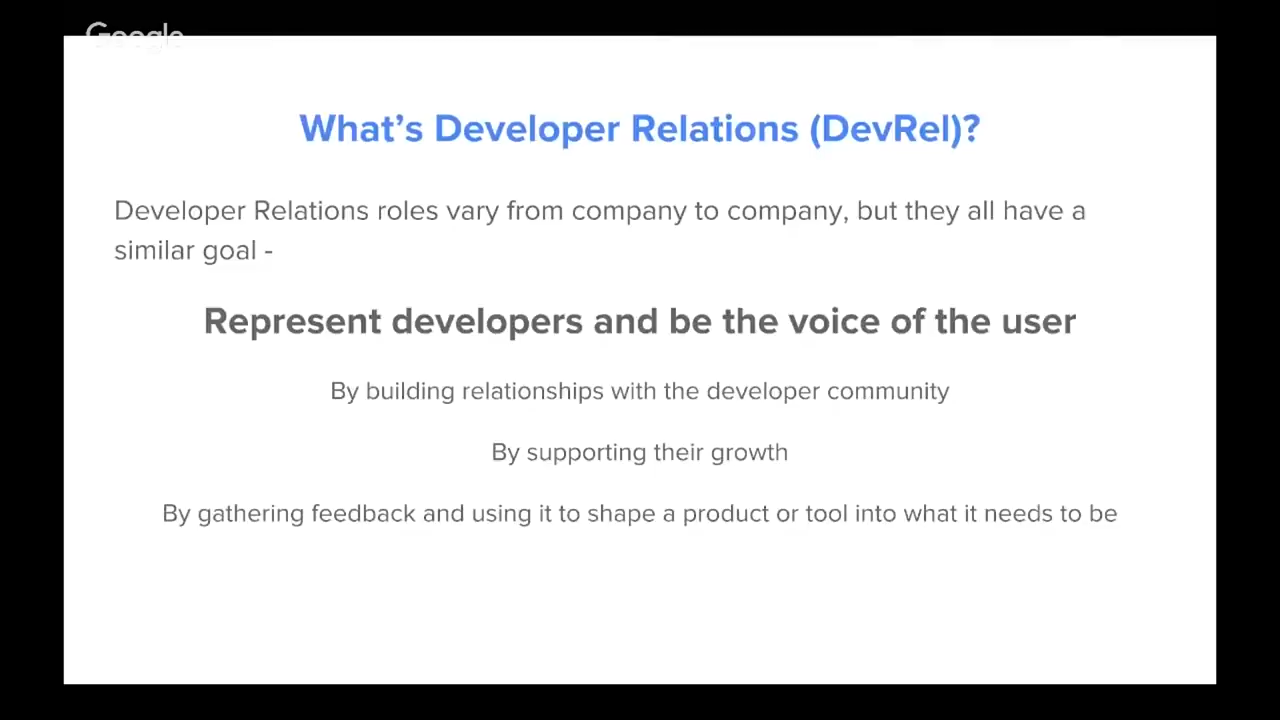 Google
What's Developer Relations (DevRel)?
Developer Relations roles vary from company to company, but they all have a
similar goal -
Represent developers and be the voice of the user
By building relationships with the developer community
By supporting their growth
By gathering feedback and using it to shape a product or tool into what it needs to be